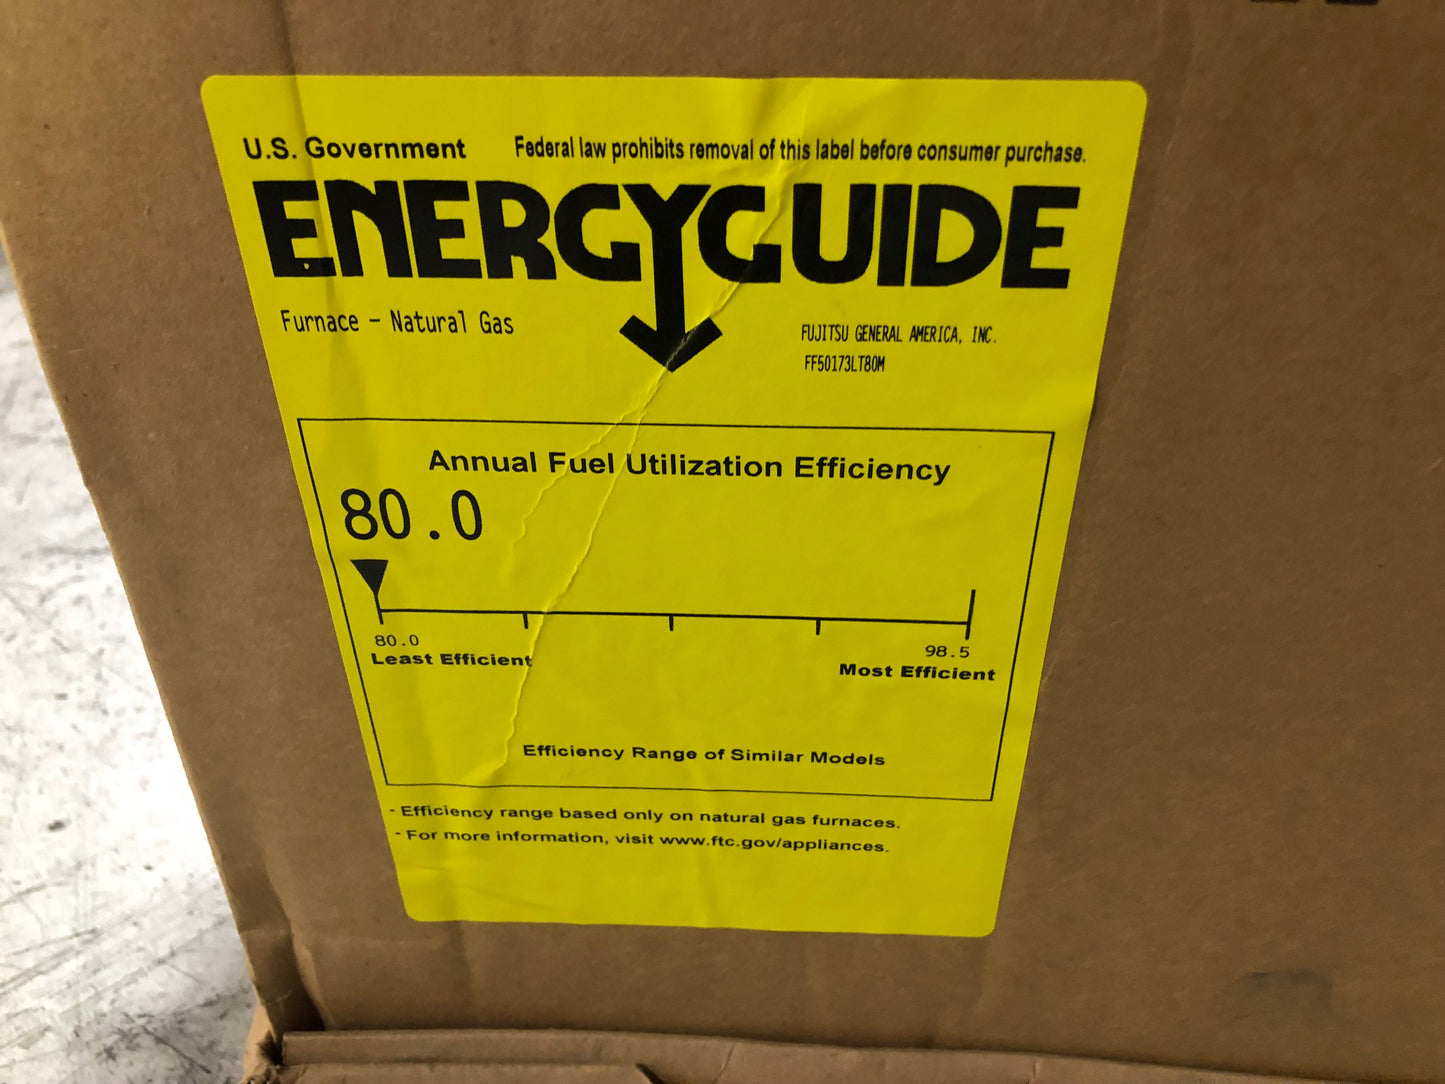 U.S. Government Federal law prohibits removal of this label before consumer purchase.
ENERGYGUIDE
Furnace - Natural Gas
FUJITSU GENERAL AMERICA, INC.
FF50173LT80M
Annual Fuel Utilization Efficiency
80.0
80.0 98.5
Least Efficient Most Efficient
Efficiency Range of Similar Models
- Efficiency range based only on natural gas furnaces.
- For more information, visit www.ftc.gov/appliances.